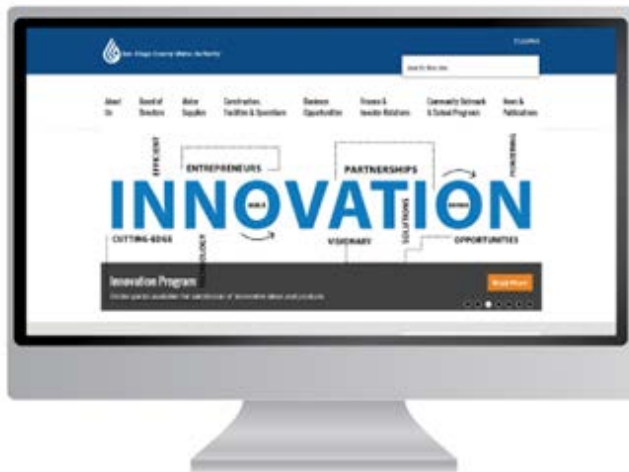 San Diego County Water Authority
About Us
Board of Directors
Water Supplies
Construction, Facilities & Operations
Business Opportunities
Finance & Investor Relations
Community Outreach & School Programs
News & Publications
EFFICIENT
ENTREPRENEURS
PARTNERSHIPS
PIONEERING
INNOVATION
CUTTING-EDGE
TECHNOLOGY
VISIONARY
SOLUTIONS
OPPORTUNITIES
Innovation Program
Read More